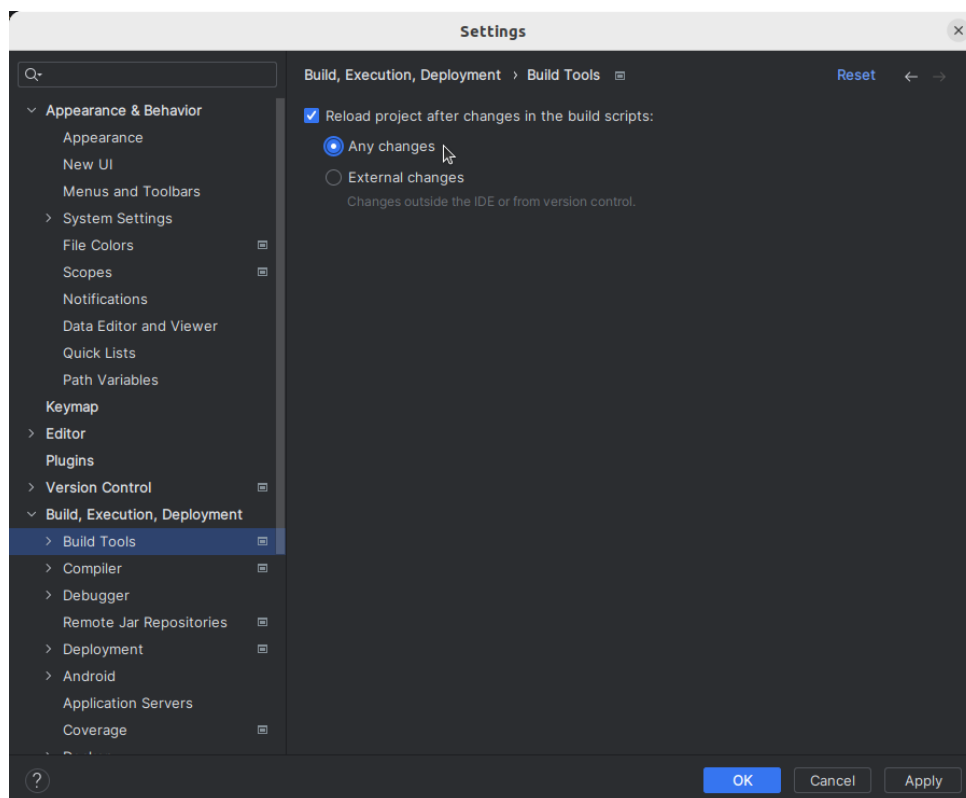 Settings
Build, Execution, Deployment › Build Tools
Reset
Reload project after changes in the build scripts:
Any changes
External changes
Changes outside the IDE or from version control.
Appearance & Behavior
Appearance
New UI
Menus and Toolbars
System Settings
File Colors
Scopes
Notifications
Data Editor and Viewer
Quick Lists
Path Variables
Keymap
Editor
Plugins
Version Control
Build, Execution, Deployment
Build Tools
Compiler
Debugger
Remote Jar Repositories
Deployment
Android
Application Servers
Coverage
?
OK
Cancel
Apply